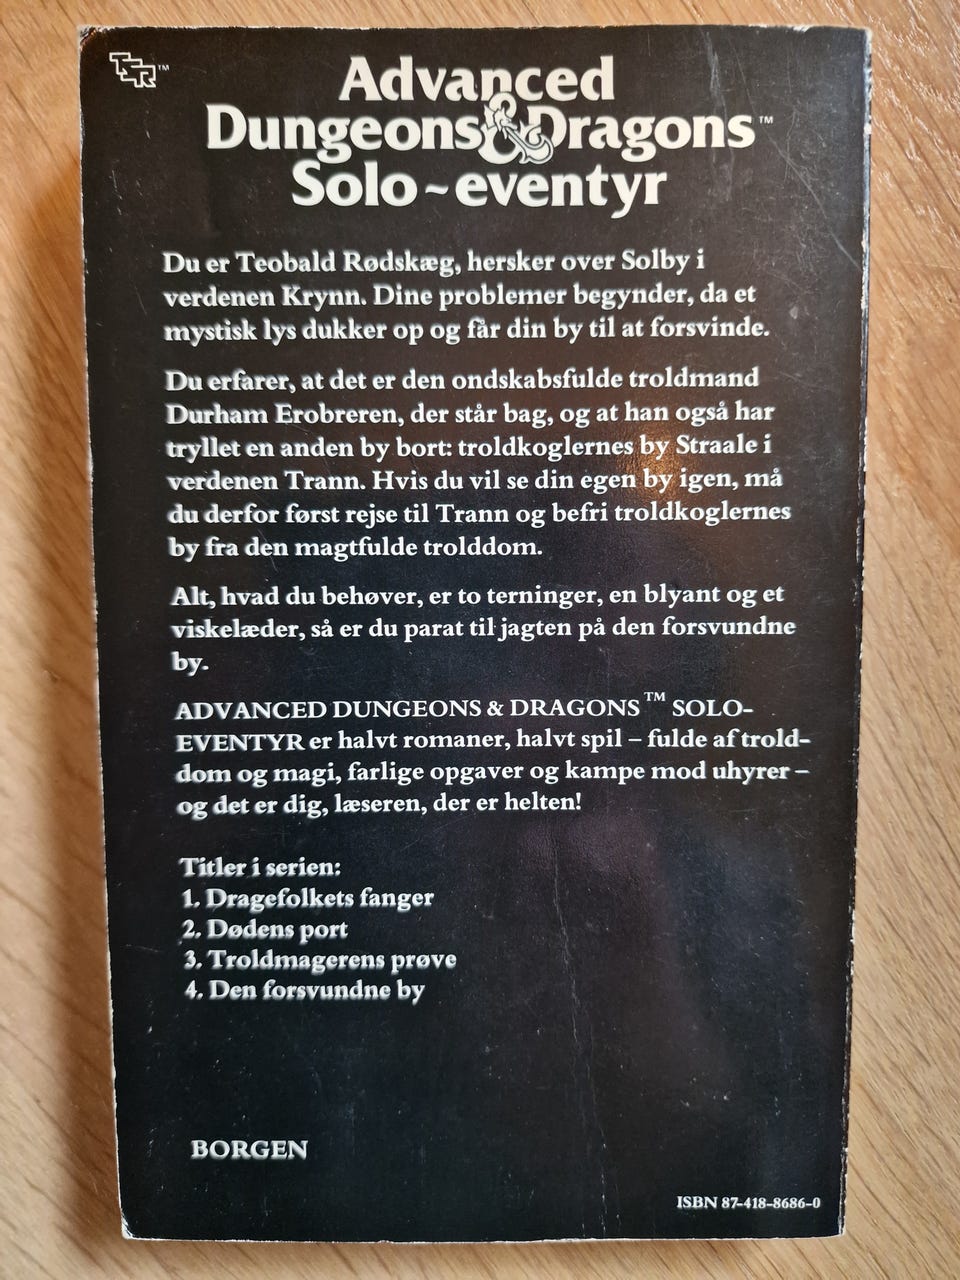 TSR™
Advanced
Dungeons & Dragons™
Solo~eventyr
Du er Teobald Rødskæg, hersker over Solby i
verdenen Krynn. Dine problemer begynder, da et
mystisk lys dukker op og får din by til at forsvinde.
Du erfarer, at det er den ondskabsfulde troldmand
Durham Erobreren, der står bag, og at han også har
tryllet en anden by bort: troldkoglernes by Straale i
verdenen Trann. Hvis du vil se din egen by igen, må
du derfor først rejse til Trann og befri troldkoglernes
by fra den magtfulde trolddom.
Alt, hvad du behøver, er to terninger, en blyant og et
viskelæder, så er du parat til jagten på den forsvundne
by.
ADVANCED DUNGEONS & DRAGONS™ SOLO-
EVENTYR er halvt romaner, halvt spil – fulde af trold-
dom og magi, farlige opgaver og kampe mod uhyrer –
og det er dig, læseren, der er helten!
Titler i serien:
1. Dragefolkets fanger
2. Dødens port
3. Troldmagerens prøve
4. Den forsvundne by
BORGEN
ISBN 87-418-8686-0